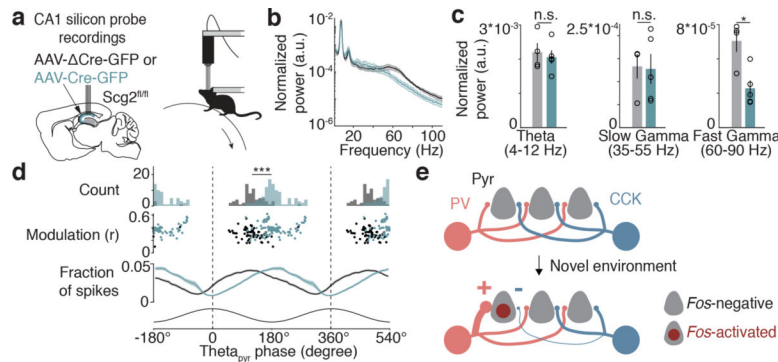 a
CA1 silicon probe
recordings
AAV-ΔCre-GFP or
AAV-Cre-GFP
Scg2fl/fl
b
Normalized
power (a.u.)
10-2
10-4
10-6
50
100
Frequency (Hz)
c
Normalized
power (a.u.)
3*10-3
n.s.
0
Theta
(4-12 Hz)
2.5*10-4
n.s.
0
Slow Gamma
(35-55 Hz)
8*10-5
*
0
Fast Gamma
(60-90 Hz)
d
Count
20
10
0
***
Modulation (r)
0.6
0
Fraction
of spikes
0.05
0
-180°
0
180°
360°
540°
Thetapyr phase (degree)
e
Pyr
PV
CCK
Novel environment
+
-
Fos-negative
Fos-activated